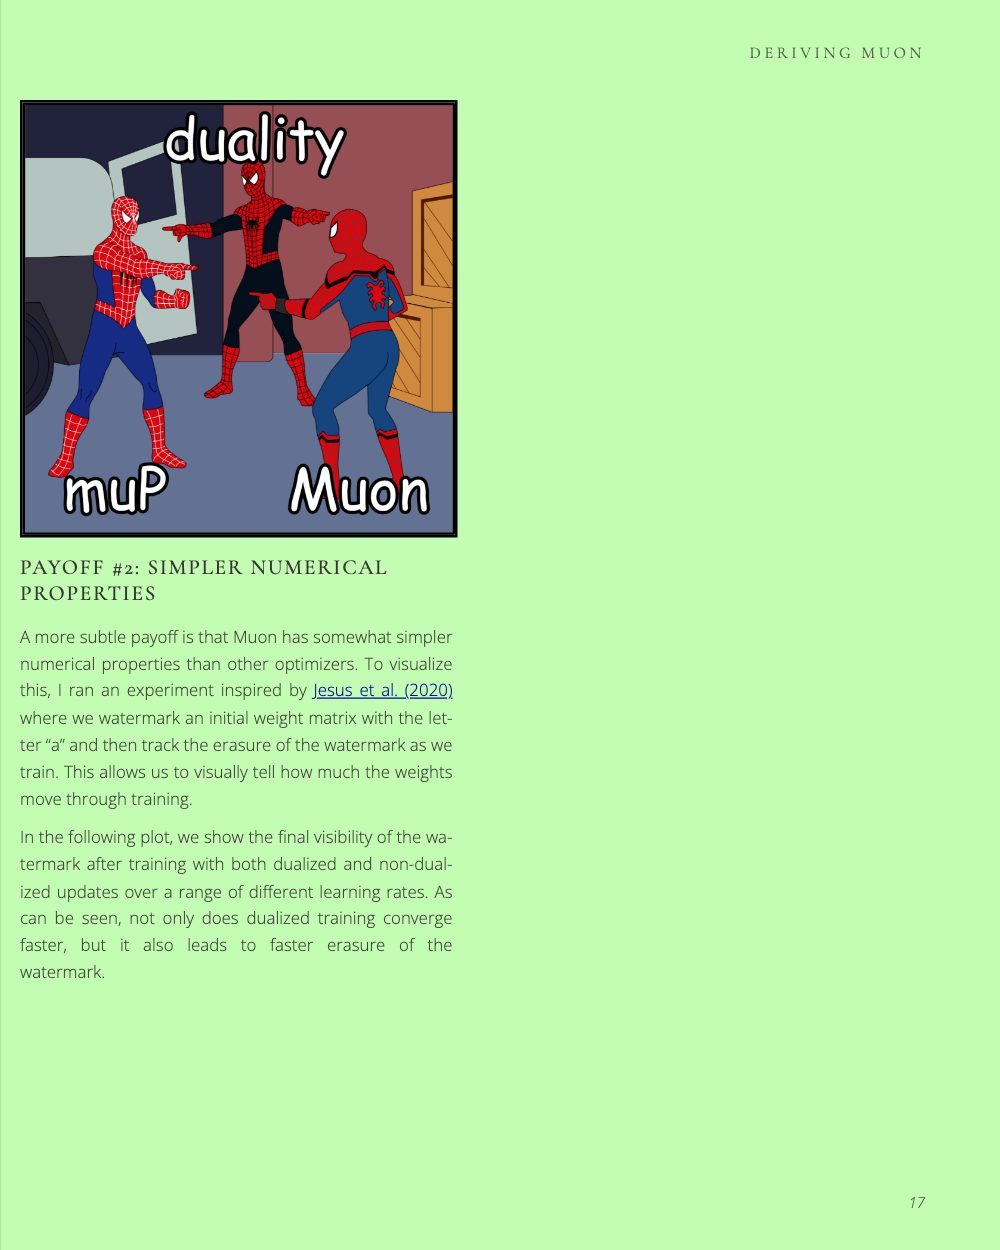 DERIVING MUON
duality
muP
Muon
PAYOFF #2: SIMPLER NUMERICAL
PROPERTIES
A more subtle payoff is that Muon has somewhat simpler
numerical properties than other optimizers. To visualize
this, I ran an experiment inspired by Jesus et al. (2020)
where we watermark an initial weight matrix with the let-
ter “a” and then track the erasure of the watermark as we
train. This allows us to visually tell how much the weights
move through training.
In the following plot, we show the final visibility of the wa-
termark after training with both dualized and non-dual-
ized updates over a range of different learning rates. As
can be seen, not only does dualized training converge
faster, but it also leads to faster erasure of the
watermark.
17